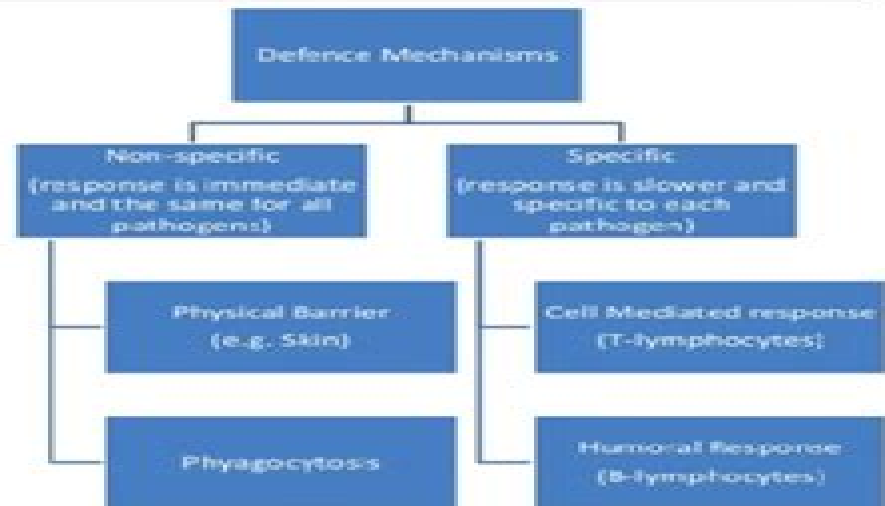 Defence Mechanisms
Non-specific
(response is immediate
and the same for all
pathogens)
Specific
(response is slower and
specific to each
pathogen)
Physical Barrier
(e.g. Skin)
Phyagocytosis
Cell Mediated response
(T-lymphocytes)
Humoral Response
(B-lymphocytes)